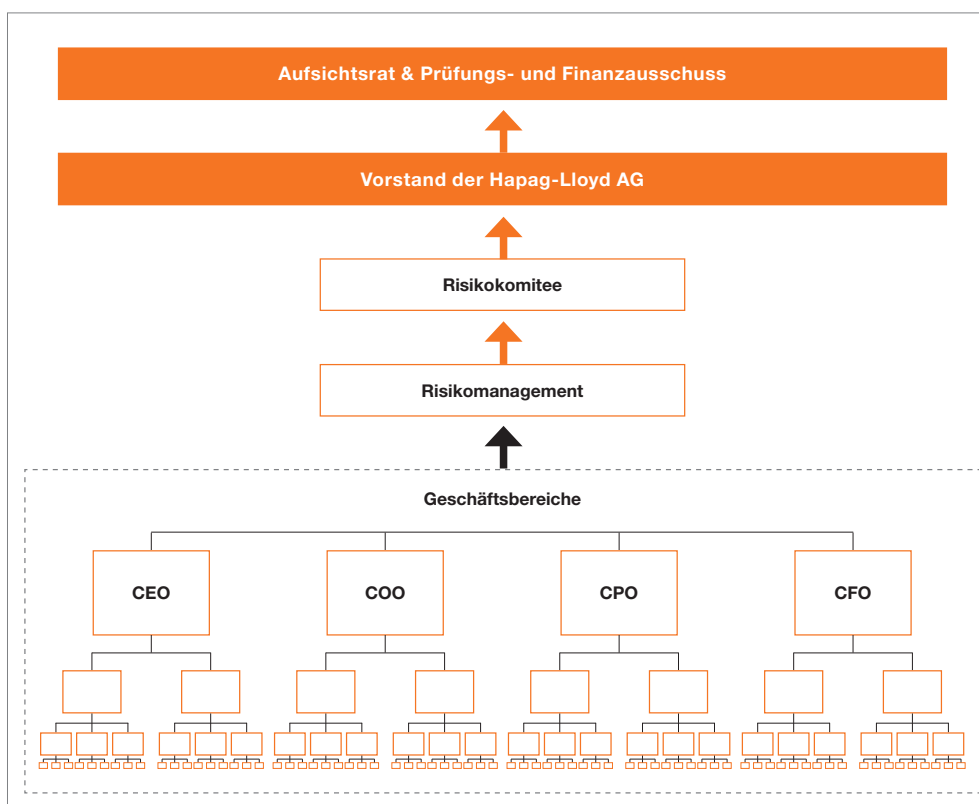 Aufsichtsrat & Prüfungs- und Finanzausschuss
Vorstand der Hapag-Lloyd AG
Risikokomitee
Risikomanagement
Geschäftsbereiche
CEO
COO
CPO
CFO